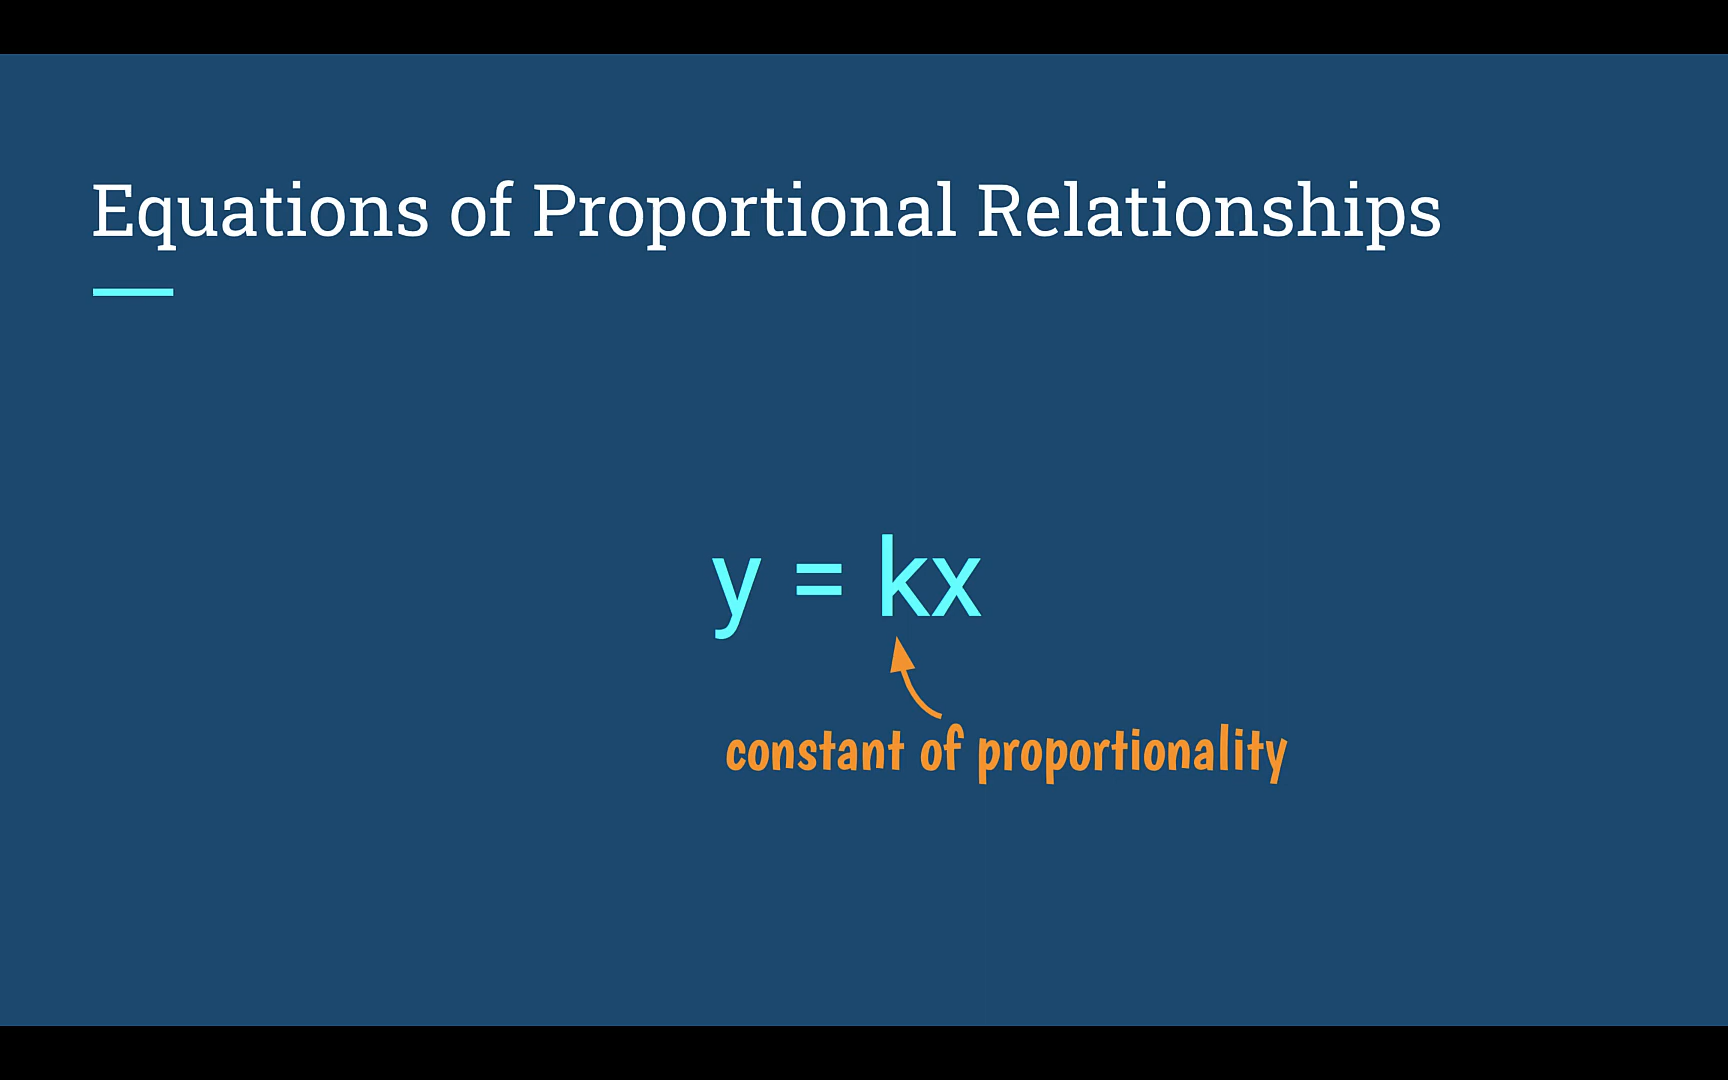 Equations of Proportional Relationships
y = kx
constant of proportionality